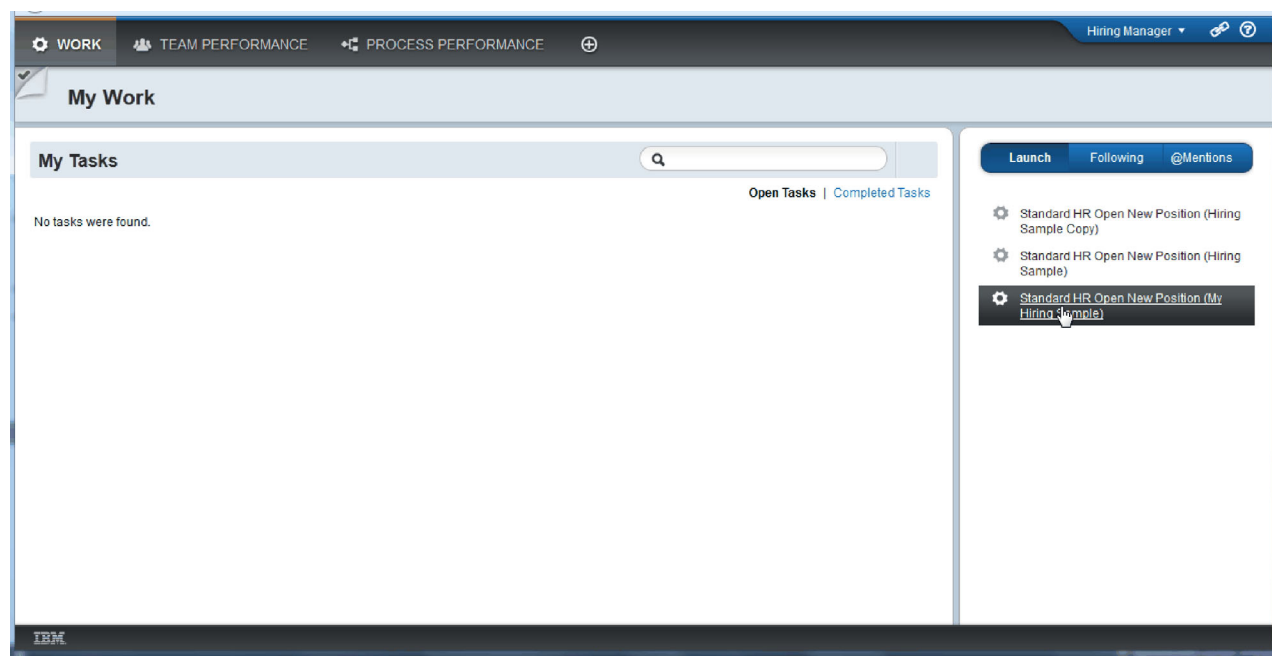 WORK TEAM PERFORMANCE PROCESS PERFORMANCE Hiring Manager
My Work
My Tasks
Open Tasks | Completed Tasks
No tasks were found.
Launch Following @Mentions
Standard HR Open New Position (Hiring
Sample Copy)
Standard HR Open New Position (Hiring
Sample)
Standard HR Open New Position (My
Hiring Sample)
IBM